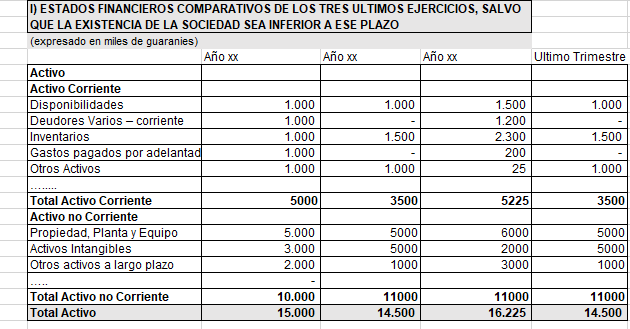 I) ESTADOS FINANCIEROS COMPARATIVOS DE LOS TRES ULTIMOS EJERCICIOS, SALVO
QUE LA EXISTENCIA DE LA SOCIEDAD SEA INFERIOR A ESE PLAZO
(expresado en miles de guaranies)
Año xx Año xx Año xx Ultimo Trimestre
Activo
Activo Corriente
Disponibilidades 1.000 1.000 1.500 1.000
Deudores Varios – corriente 1.000 - 1.200 -
Inventarios 1.000 1.500 2.300 1.500
Gastos pagados por adelantad 1.000 - 200 -
Otros Activos 1.000 1.000 25 1.000
........
Total Activo Corriente 5000 3500 5225 3500
Activo no Corriente
Propiedad, Planta y Equipo 5.000 5000 6000 5000
Activos Intangibles 3.000 5000 2000 5000
Otros activos a largo plazo 2.000 1000 3000 1000
..... -
Total Activo no Corriente 10.000 11000 11000 11000
Total Activo 15.000 14.500 16.225 14.500